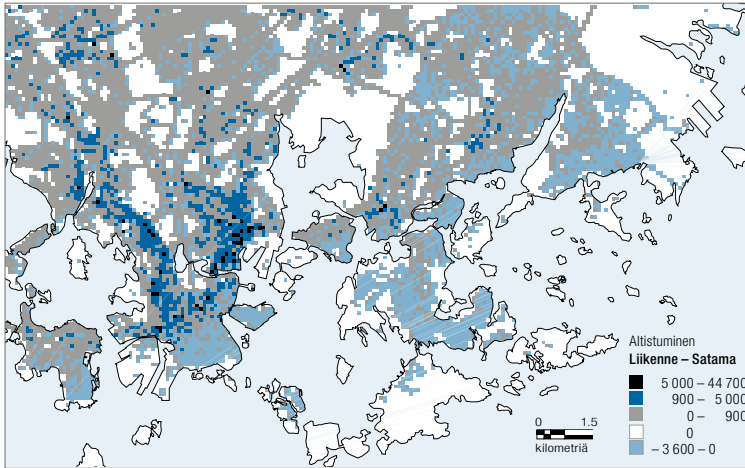 Altistuminen
Liikenne – Satama
5 000 – 44 700
900 – 5 000
0 – 900
0
– 3 600 – 0
0 1.5
kilometriä